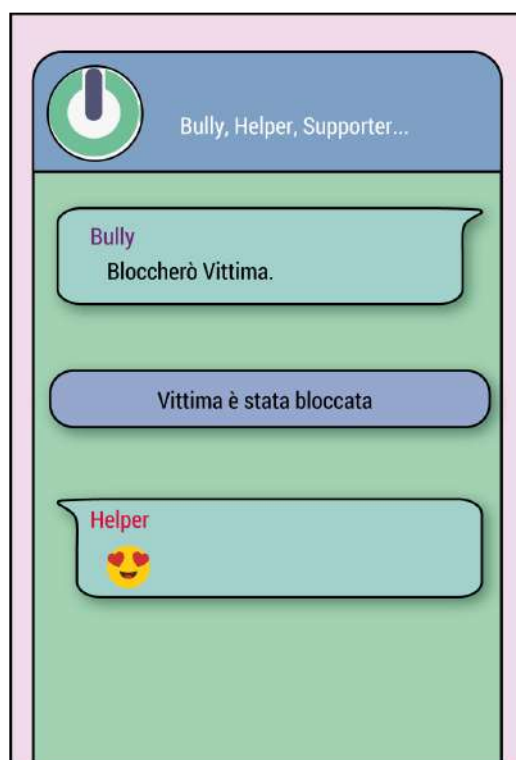 Bully, Helper, Supporter...
Bully
Bloccherò Vittima.
Vittima è stata bloccata
Helper